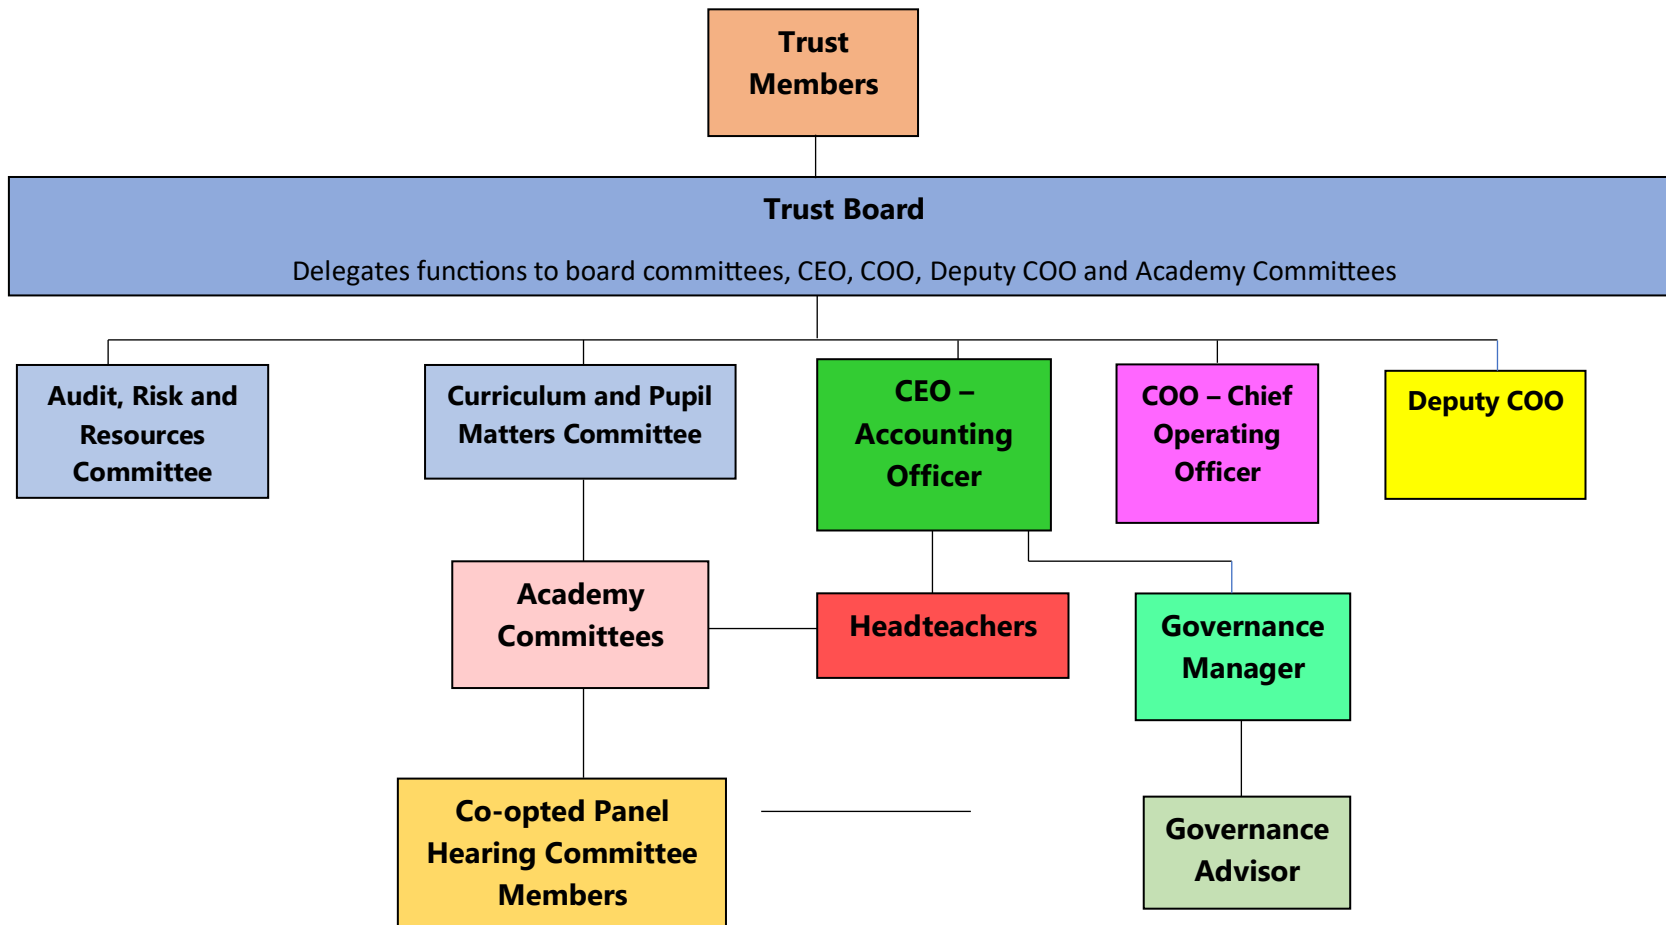 Trust
Members
Trust Board
Delegates functions to board committees, CEO, COO, Deputy COO and Academy Committees
Audit, Risk and
Resources
Committee
Curriculum and Pupil
Matters Committee
CEO –
Accounting
Officer
COO – Chief
Operating
Officer
Deputy COO
Academy
Committees
Headteachers
Governance
Manager
Co-opted Panel
Hearing Committee
Members
Governance
Advisor